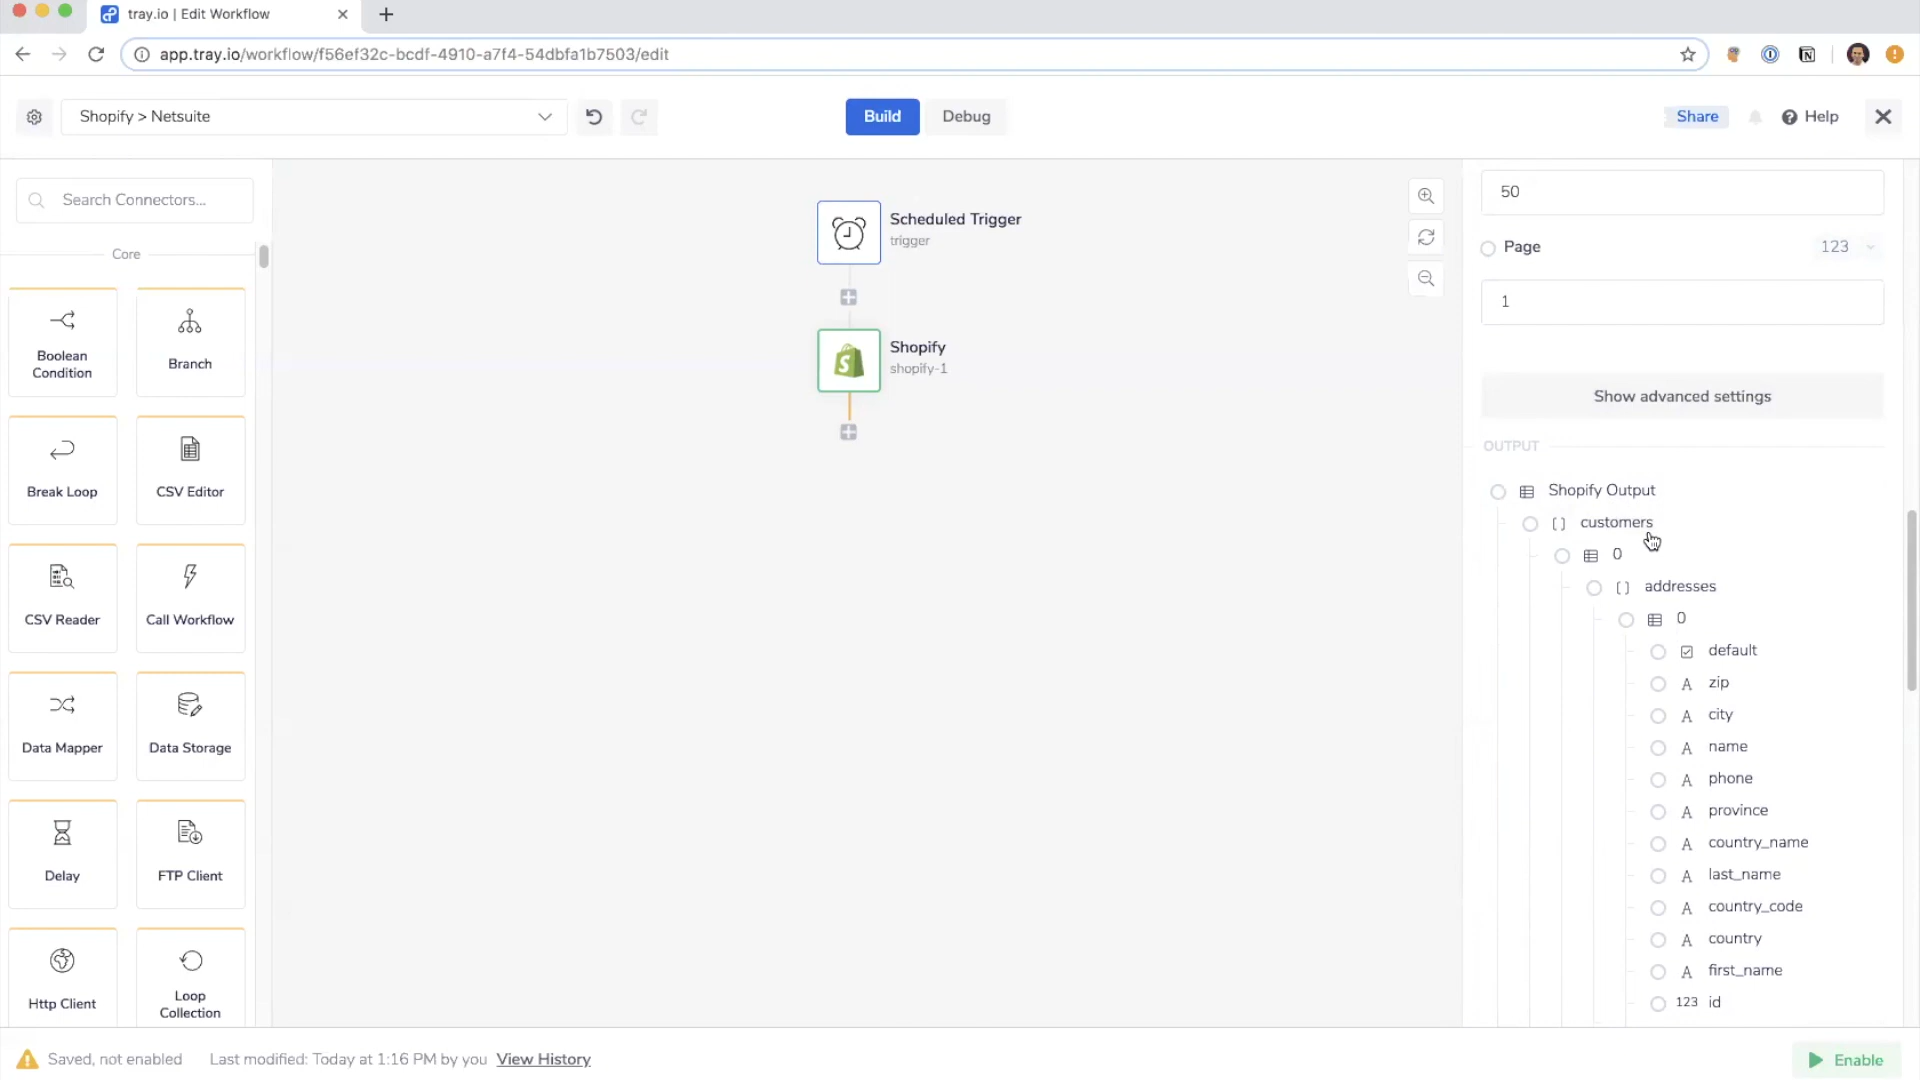 tray.io | Edit Workflow
app.tray.io/workflow/f56ef32c-bcdf-4910-a7f4-54dbfa1b7503/edit
Shopify > Netsuite
Build
Debug
Share
Help
Search Connectors...
Core
Boolean
Condition
Branch
Break Loop
CSV Editor
CSV Reader
Call Workflow
Data Mapper
Data Storage
Delay
FTP Client
Http Client
Loop
Collection
Scheduled Trigger
trigger
Shopify
shopify-1
50
Page
123
1
Show advanced settings
OUTPUT
Shopify Output
[ ] customers
0
[ ] addresses
0
default
A zip
A city
A name
A phone
A province
A country_name
A last_name
A country_code
A country
A first_name
123 id
Saved, not enabled
Last modified: Today at 1:16 PM by you View History
Enable